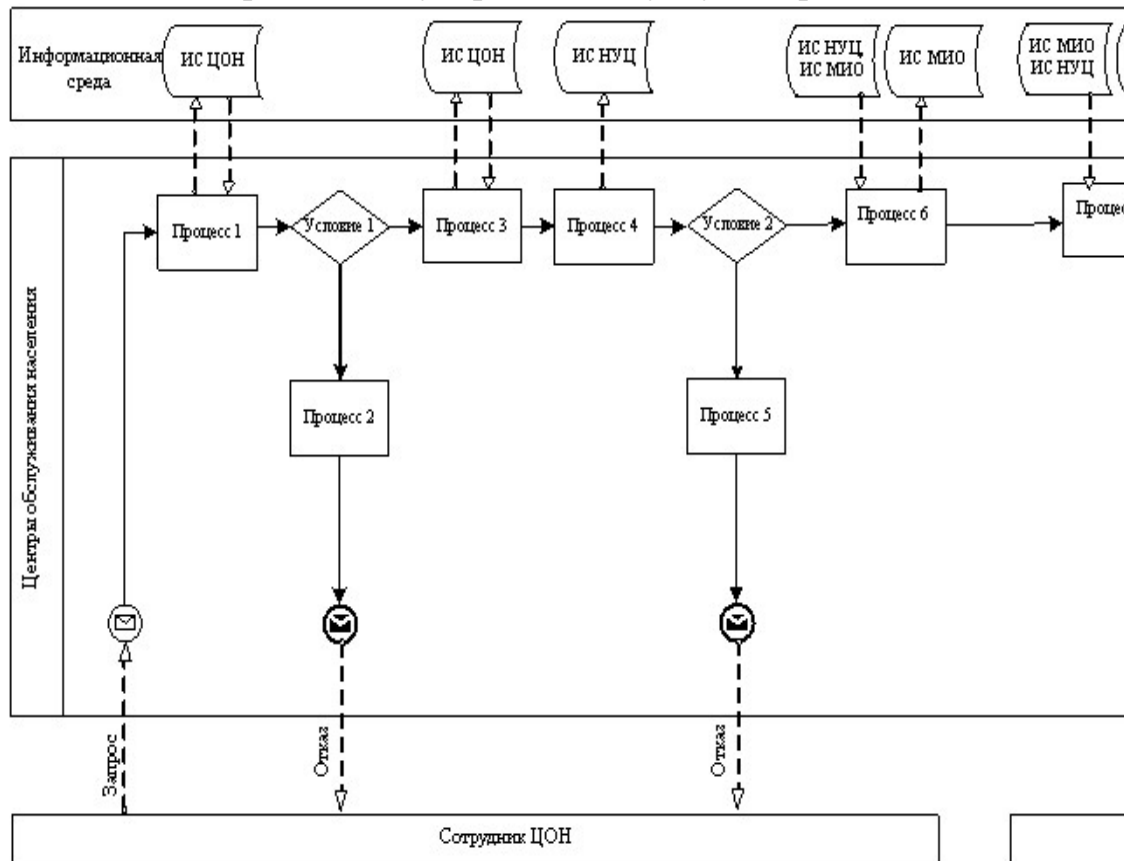 Информационная
среда
ИС ЦОН
ИС ЦОН
ИС НУЦ
ИС НУЦ,
ИС МИО
ИС МИО
ИС МИО
ИС НУЦ
Центры обслуживания населения
Процесс 1
Условие 1
Процесс 3
Процесс 4
Условие 2
Процесс 6
Процес
Процесс 2
Процесс 5
Запрос
Отказ
Отказ
Сотрудник ЦОН